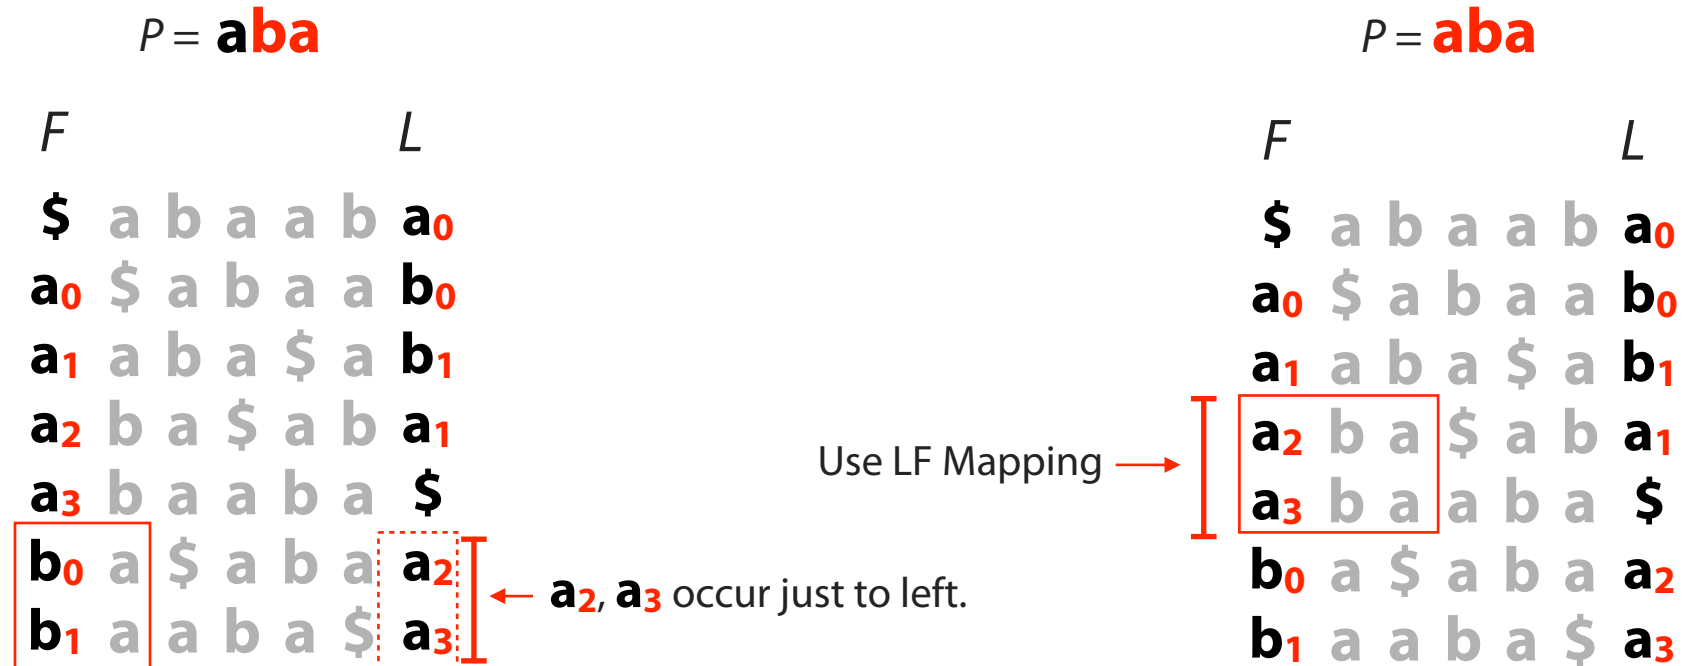 P = aba
F L
$ a b a a b a0
a0 $ a b a a b0
a1 a b a $ a b1
a2 b a $ a b a1
a3 b a a b a $
b0 a $ a b a a2
b1 a a b a $ a3
a2, a3 occur just to left.
Use LF Mapping
P = aba
F L
$ a b a a b a0
a0 $ a b a a b0
a1 a b a $ a b1
a2 b a $ a b a1
a3 b a a b a $
b0 a $ a b a a2
b1 a a b a $ a3